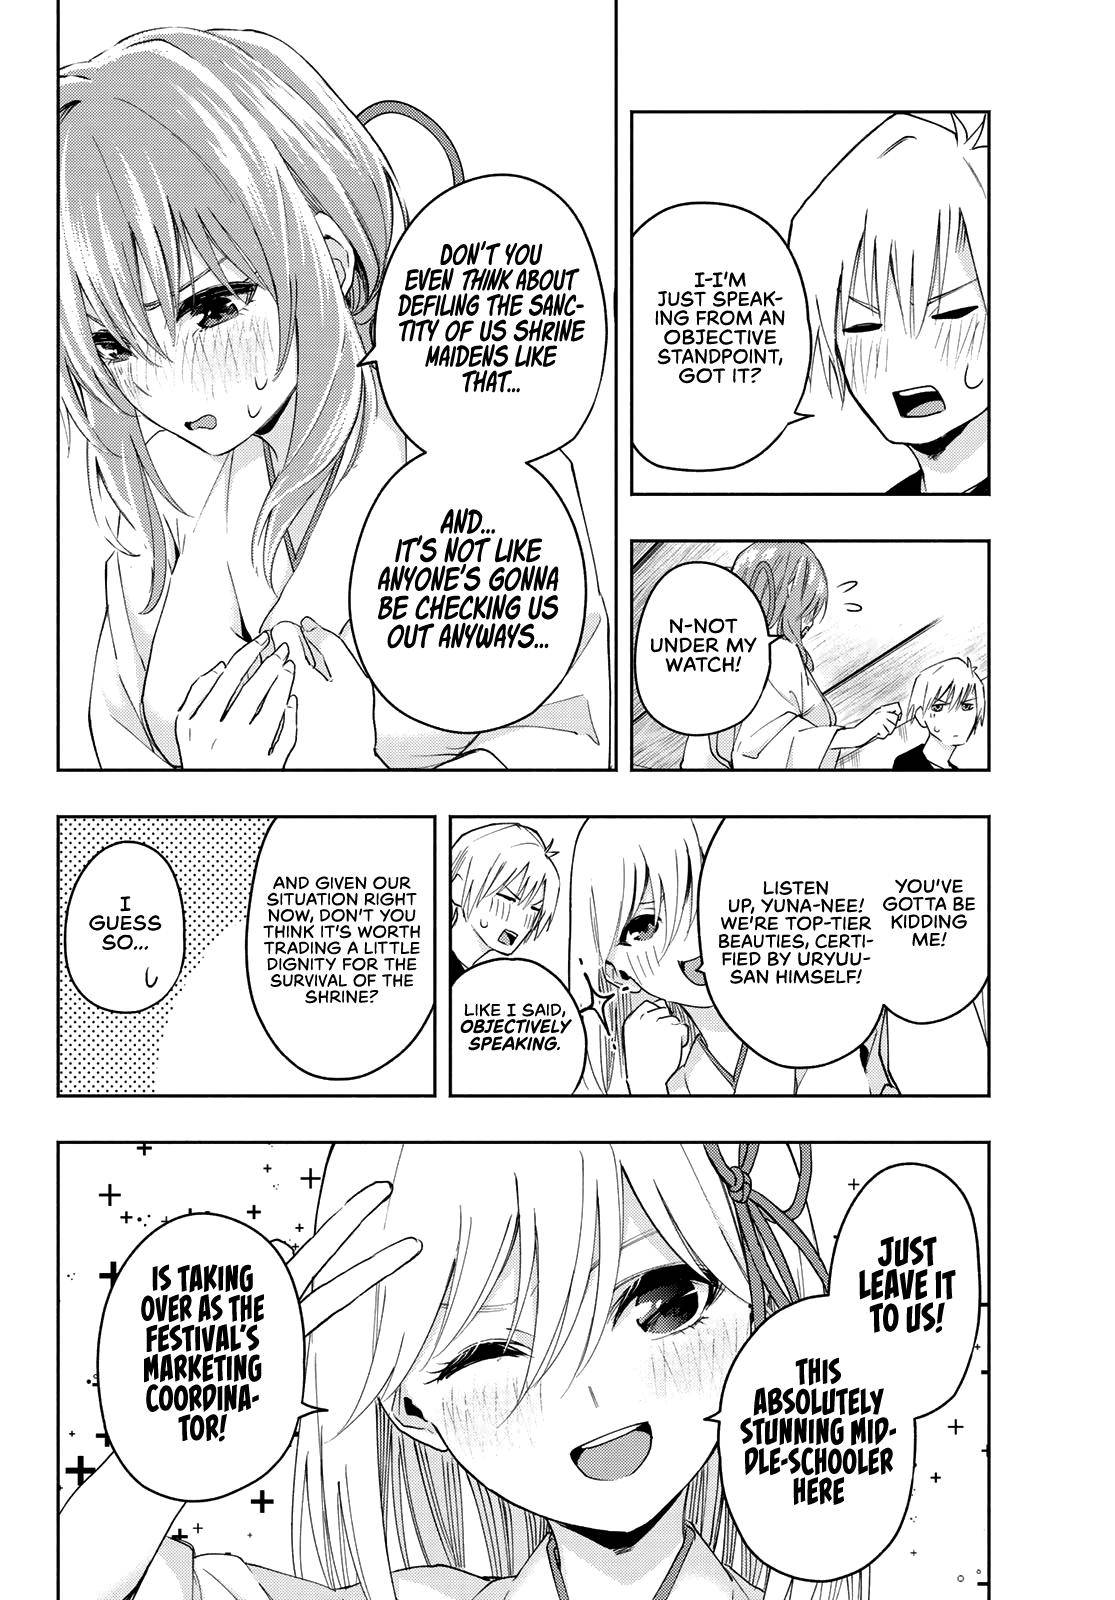 I-I'M
JUST SPEAK-
ING FROM AN
OBJECTIVE
STANDPOINT,
GOT IT?
N-NOT
UNDER MY
WATCH!
DON'T YOU
EVEN THINK ABOUT
DEFILING THE SANC-
TITY OF US SHRINE
MAIDENS LIKE
THAT...
AND...
IT'S NOT LIKE
ANYONE'S GONNA
BE CHECKING US
OUT ANYWAYS...
YOU'VE
GOTTA BE
KIDDING
ME!
LISTEN
UP, YUNA-NEE!
WE'RE TOP-TIER
BEAUTIES, CERTI-
FIED BY URYUU-
SAN HIMSELF!
LIKE I SAID,
OBJECTIVELY
SPEAKING.
AND GIVEN OUR
SITUATION RIGHT
NOW, DON'T YOU
THINK IT'S WORTH
TRADING A LITTLE
DIGNITY FOR THE
SURVIVAL OF THE
SHRINE?
I
GUESS
SO...
JUST
LEAVE IT
TO US!
THIS
ABSOLUTELY
STUNNING MID-
DLE-SCHOOLER
HERE
IS TAKING
OVER AS THE
FESTIVAL'S
MARKETING
COORDINA-
TOR!